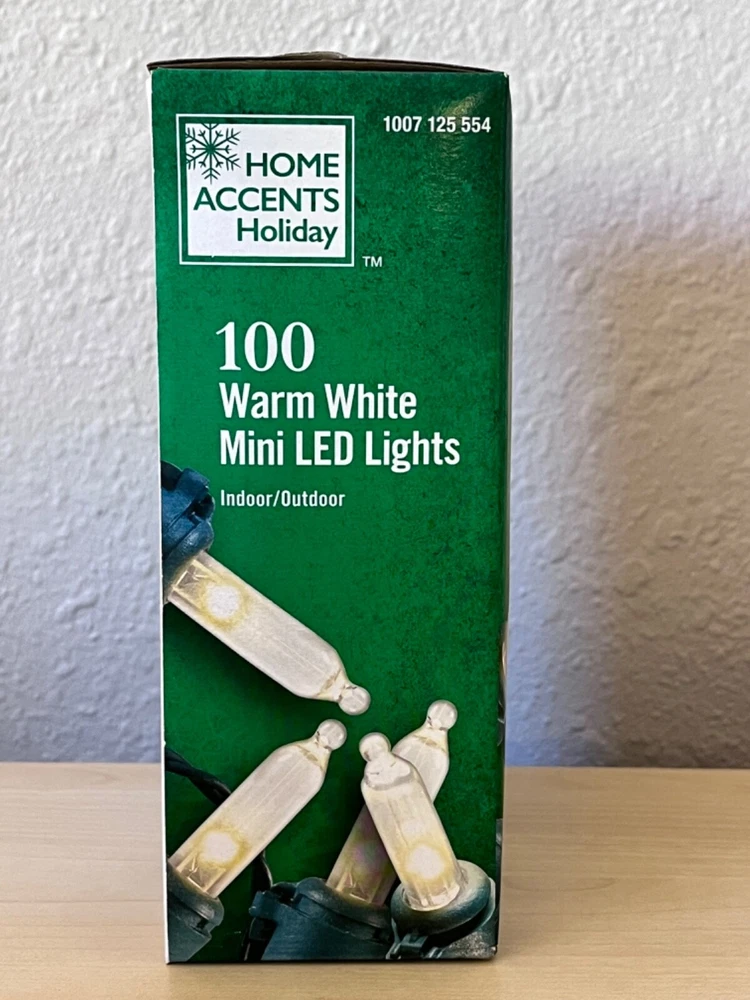 1007 125 554
HOME
ACCENTS
Holiday
™
100
Warm White
Mini LED Lights
Indoor/Outdoor